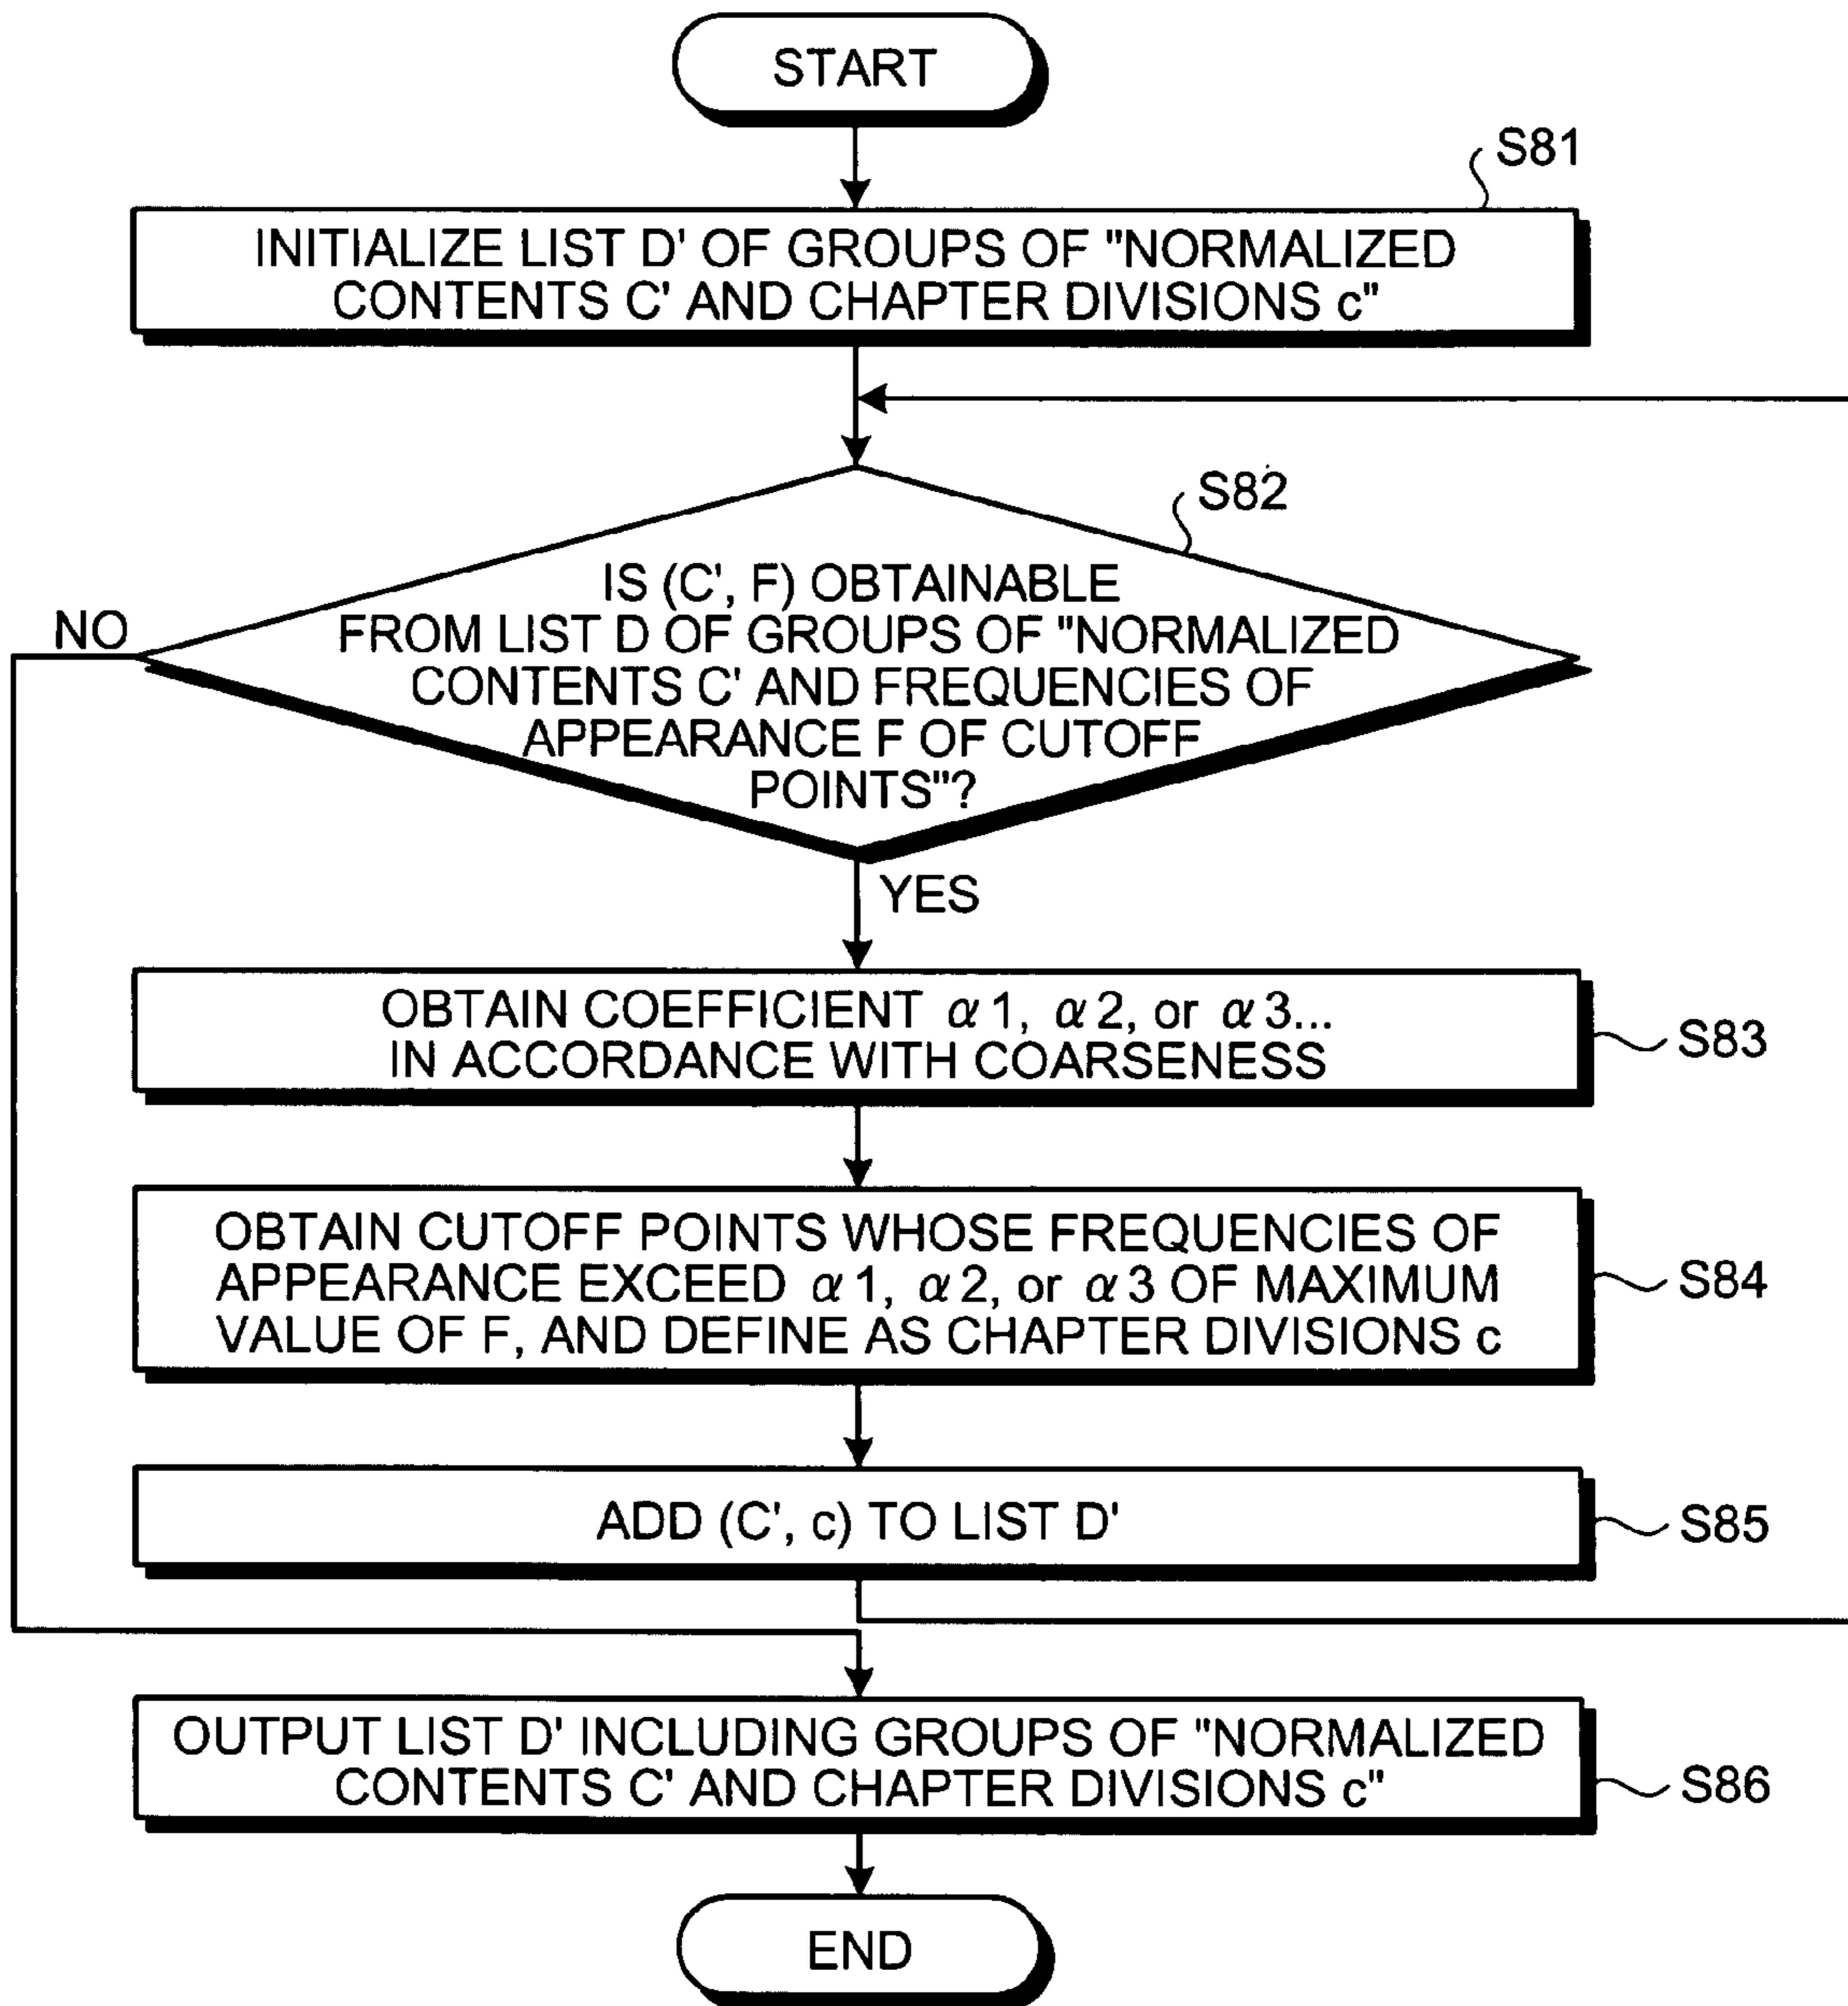 START
S81
INITIALIZE LIST D' OF GROUPS OF "NORMALIZED
CONTENTS C' AND CHAPTER DIVISIONS c"
S82
IS (C', F) OBTAINABLE
FROM LIST D OF GROUPS OF "NORMALIZED
CONTENTS C' AND FREQUENCIES OF
APPEARANCE F OF CUTOFF
POINTS"?
NO
YES
OBTAIN COEFFICIENT α1, α2, or α3...
IN ACCORDANCE WITH COARSENESS
S83
OBTAIN CUTOFF POINTS WHOSE FREQUENCIES OF
APPEARANCE EXCEED α1, α2, or α3 OF MAXIMUM
VALUE OF F, AND DEFINE AS CHAPTER DIVISIONS c
S84
ADD (C', c) TO LIST D'
S85
OUTPUT LIST D' INCLUDING GROUPS OF "NORMALIZED
CONTENTS C' AND CHAPTER DIVISIONS c"
S86
END